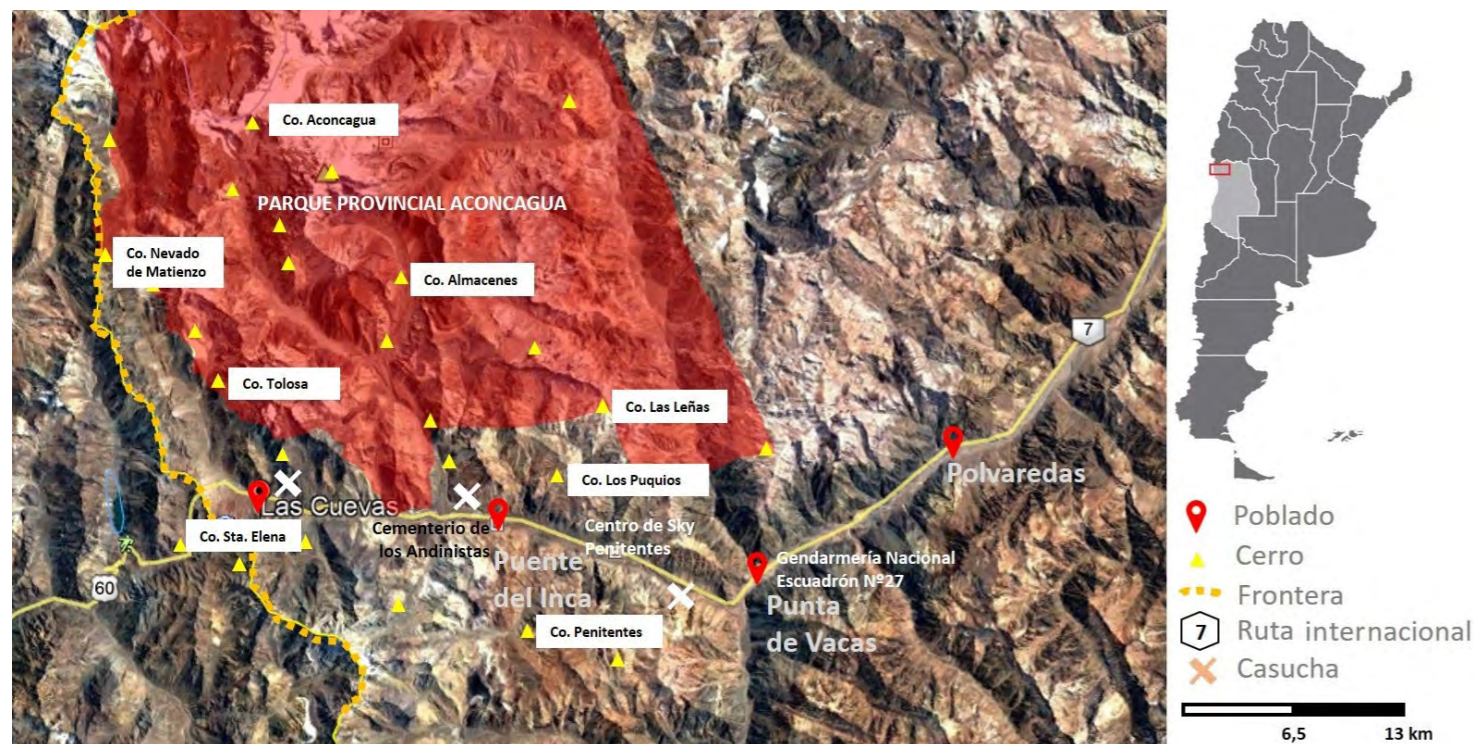 Co. Aconcagua
PARQUE PROVINCIAL ACONCAGUA
Co. Nevado
de Matienzo
Co. Almacenes
7
Co. Tolosa
Co. Las Leñas
Polvaredas
Co. Los Puquios
Las Cuevas
Cementerio de
los Andinistas
Puente
del Inca
Centro de Sky
Penitentes
Co. Sta. Elena
Gendarmería Nacional
Escuadrón Nº27
Punta
de Vacas
60
Co. Penitentes
Poblado
Cerro
Frontera
7 Ruta internacional
Casucha
6,5 13 km